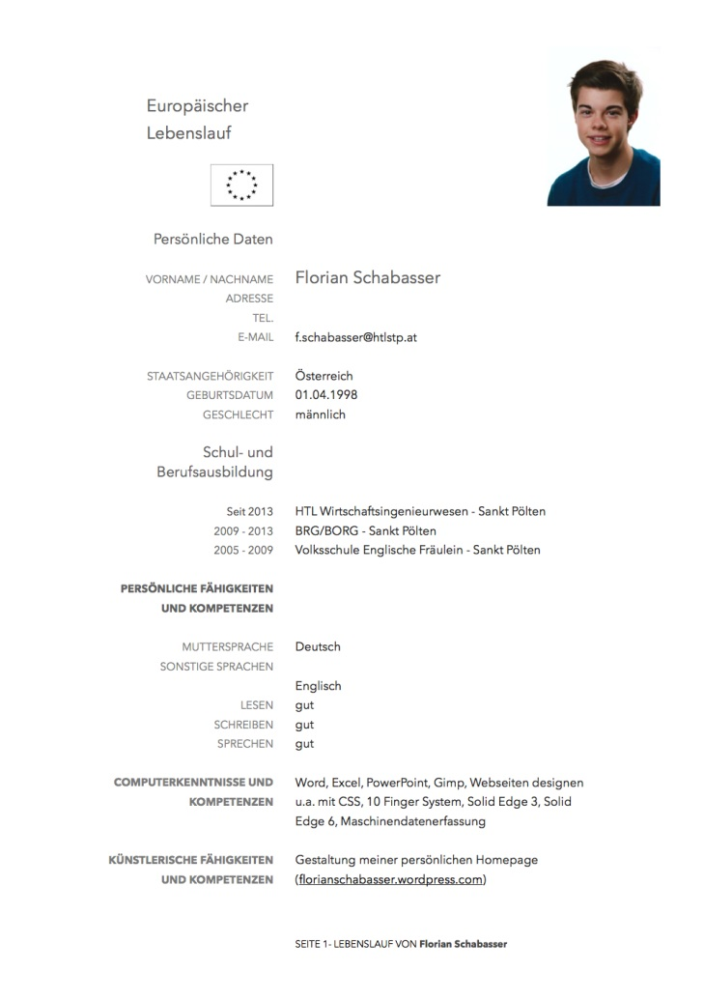 Europäischer
Lebenslauf
Persönliche Daten
VORNAME / NACHNAME Florian Schabasser
ADRESSE
TEL.
E-MAIL f.schabasser@htlstp.at
STAATSANGEHÖRIGKEIT Österreich
GEBURTSDATUM 01.04.1998
GESCHLECHT männlich
Schul- und
Berufsausbildung
Seit 2013 HTL Wirtschaftsingenieurwesen - Sankt Pölten
2009 - 2013 BRG/BORG - Sankt Pölten
2005 - 2009 Volksschule Englische Fräulein - Sankt Pölten
PERSÖNLICHE FÄHIGKEITEN
UND KOMPETENZEN
MUTTERSPRACHE Deutsch
SONSTIGE SPRACHEN
Englisch
LESEN gut
SCHREIBEN gut
SPRECHEN gut
COMPUTERKENNTNISSE UND Word, Excel, PowerPoint, Gimp, Webseiten designen
KOMPETENZEN u.a. mit CSS, 10 Finger System, Solid Edge 3, Solid
Edge 6, Maschinendatenerfassung
KÜNSTLERISCHE FÄHIGKEITEN Gestaltung meiner persönlichen Homepage
UND KOMPETENZEN (florianschabasser.wordpress.com)
SEITE 1- LEBENSLAUF VON Florian Schabasser